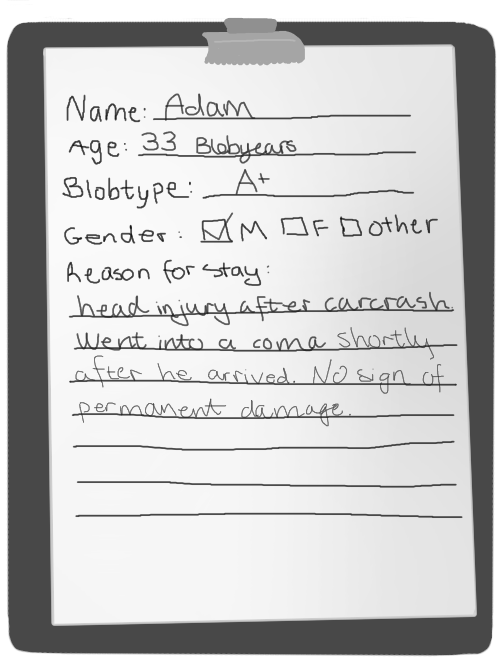 Name: Adam
Age: 33 Blobyears
Blobtype: A+
Gender: M F other
Reason for stay:
head injury after carcrash.
Went into a coma shortly
after he arrived. No sign of
permanent damage.